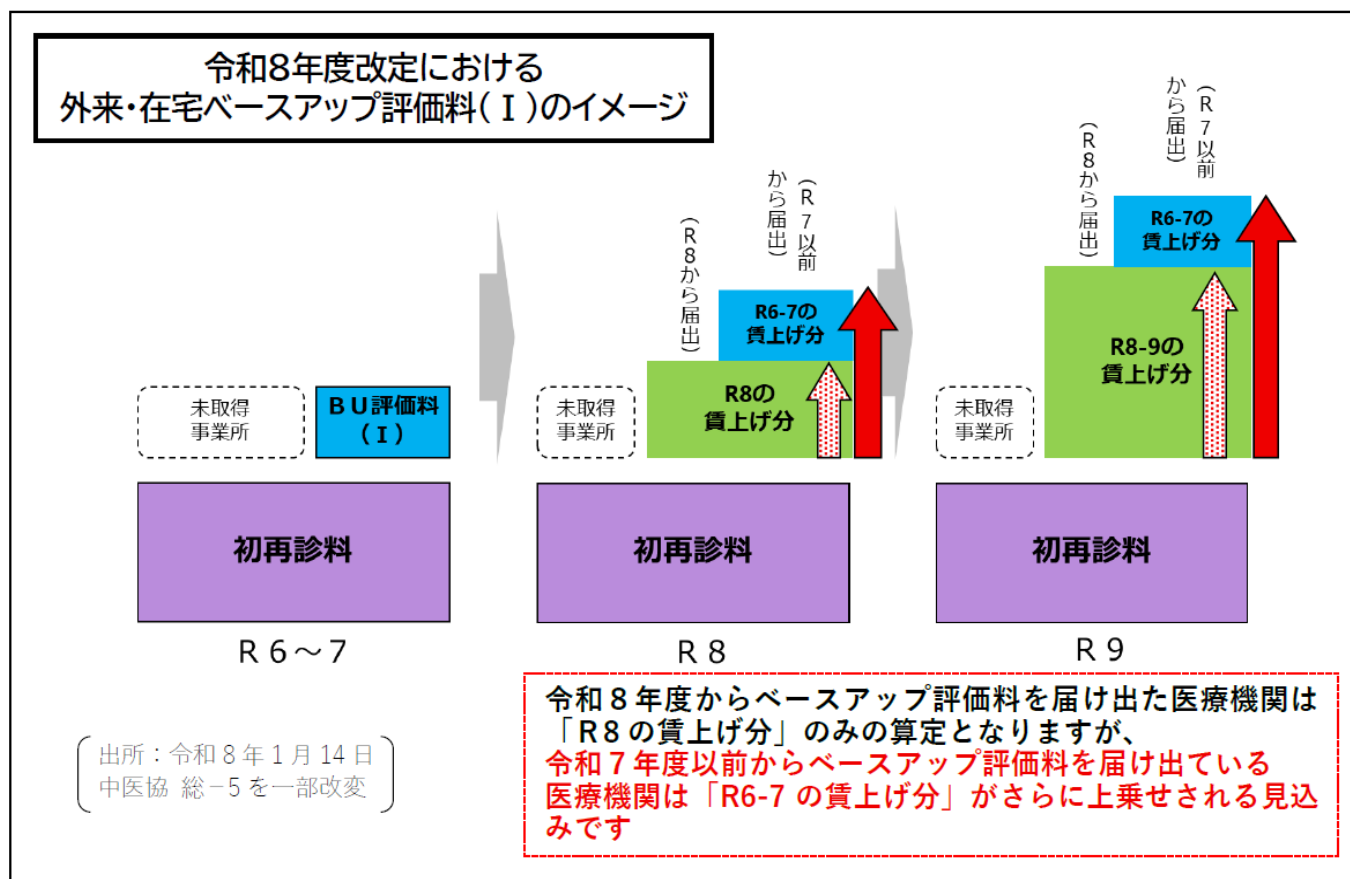 令和8年度改定における
外来・在宅ベースアップ評価料(Ⅰ)のイメージ
未取得
事業所
BU評価料
(Ⅰ)
初再診料
R6~7
(R8から届出)
(R7以前
から届出)
未取得
事業所
R6-7の
賃上げ分
R8の
賃上げ分
初再診料
R8
(R8から届出)
(R7以前
から届出)
未取得
事業所
R6-7の
賃上げ分
R8-9の
賃上げ分
初再診料
R9
令和8年度からベースアップ評価料を届け出た医療機関は
「R8の賃上げ分」のみの算定となりますが、
令和7年度以前からベースアップ評価料を届け出ている
医療機関は「R6-7 の賃上げ分」がさらに上乗せされる見込
みです
出所:令和8年1月14日
中医協 総-5を一部改変